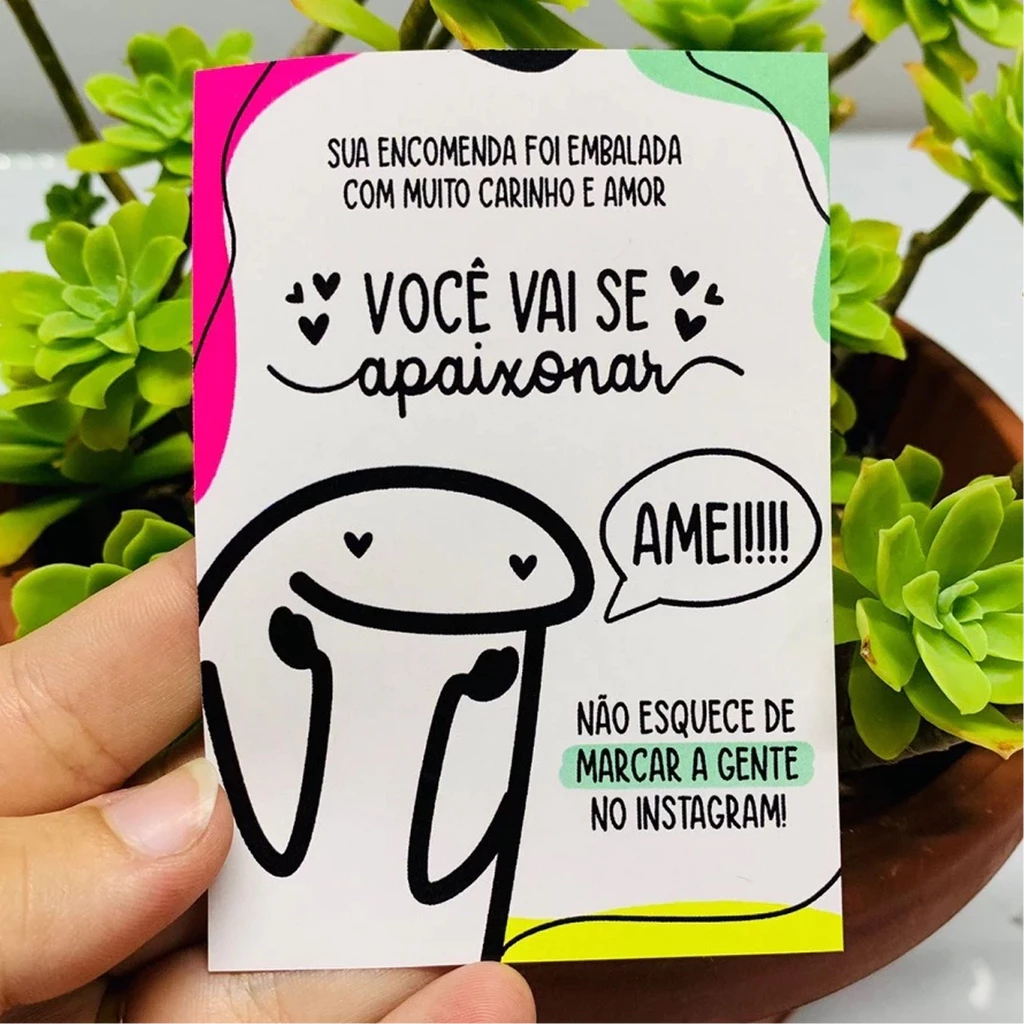 SUA ENCOMENDA FOI EMBALADA
COM MUITO CARINHO E AMOR
VOCÊ VAI SE
apaixonar
AMEI!!!!!
NÃO ESQUECE DE
MARCAR A GENTE
NO INSTAGRAM!